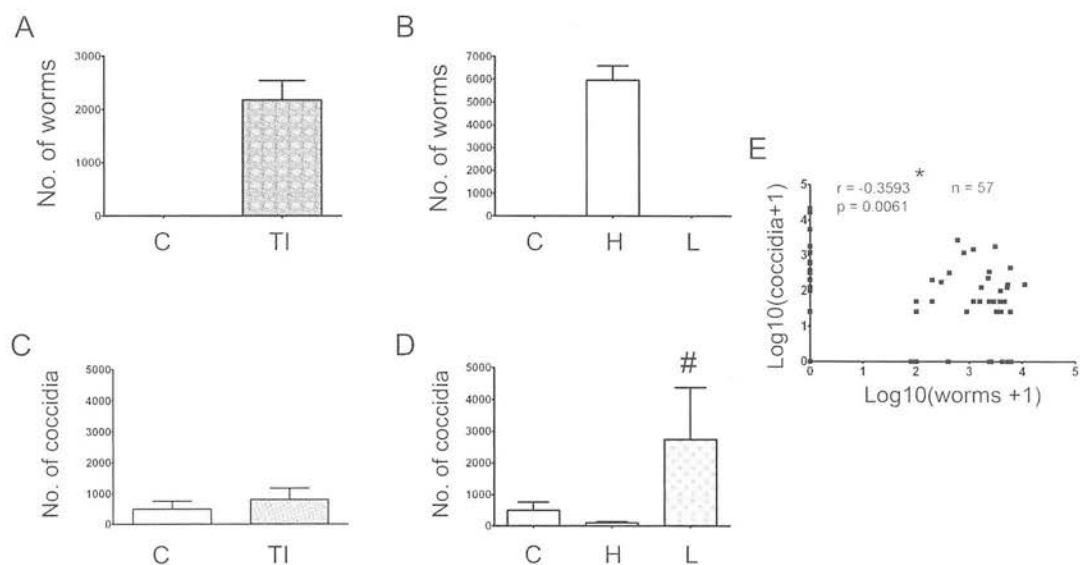 A
No. of worms
3000
2000
1000
0
C TI
B
No. of worms
7000
6000
5000
4000
3000
2000
1000
0
C H L
C
No. of coccidia
5000
4000
3000
2000
1000
0
C TI
D
No. of coccidia
5000
4000
3000
2000
1000
0
#
C H L
E
*
r = -0.3593 n = 57
p = 0.0061
Log10(coccidia+1)
5
4
3
2
1
0
0 1 2 3 4 5
Log10(worms +1)